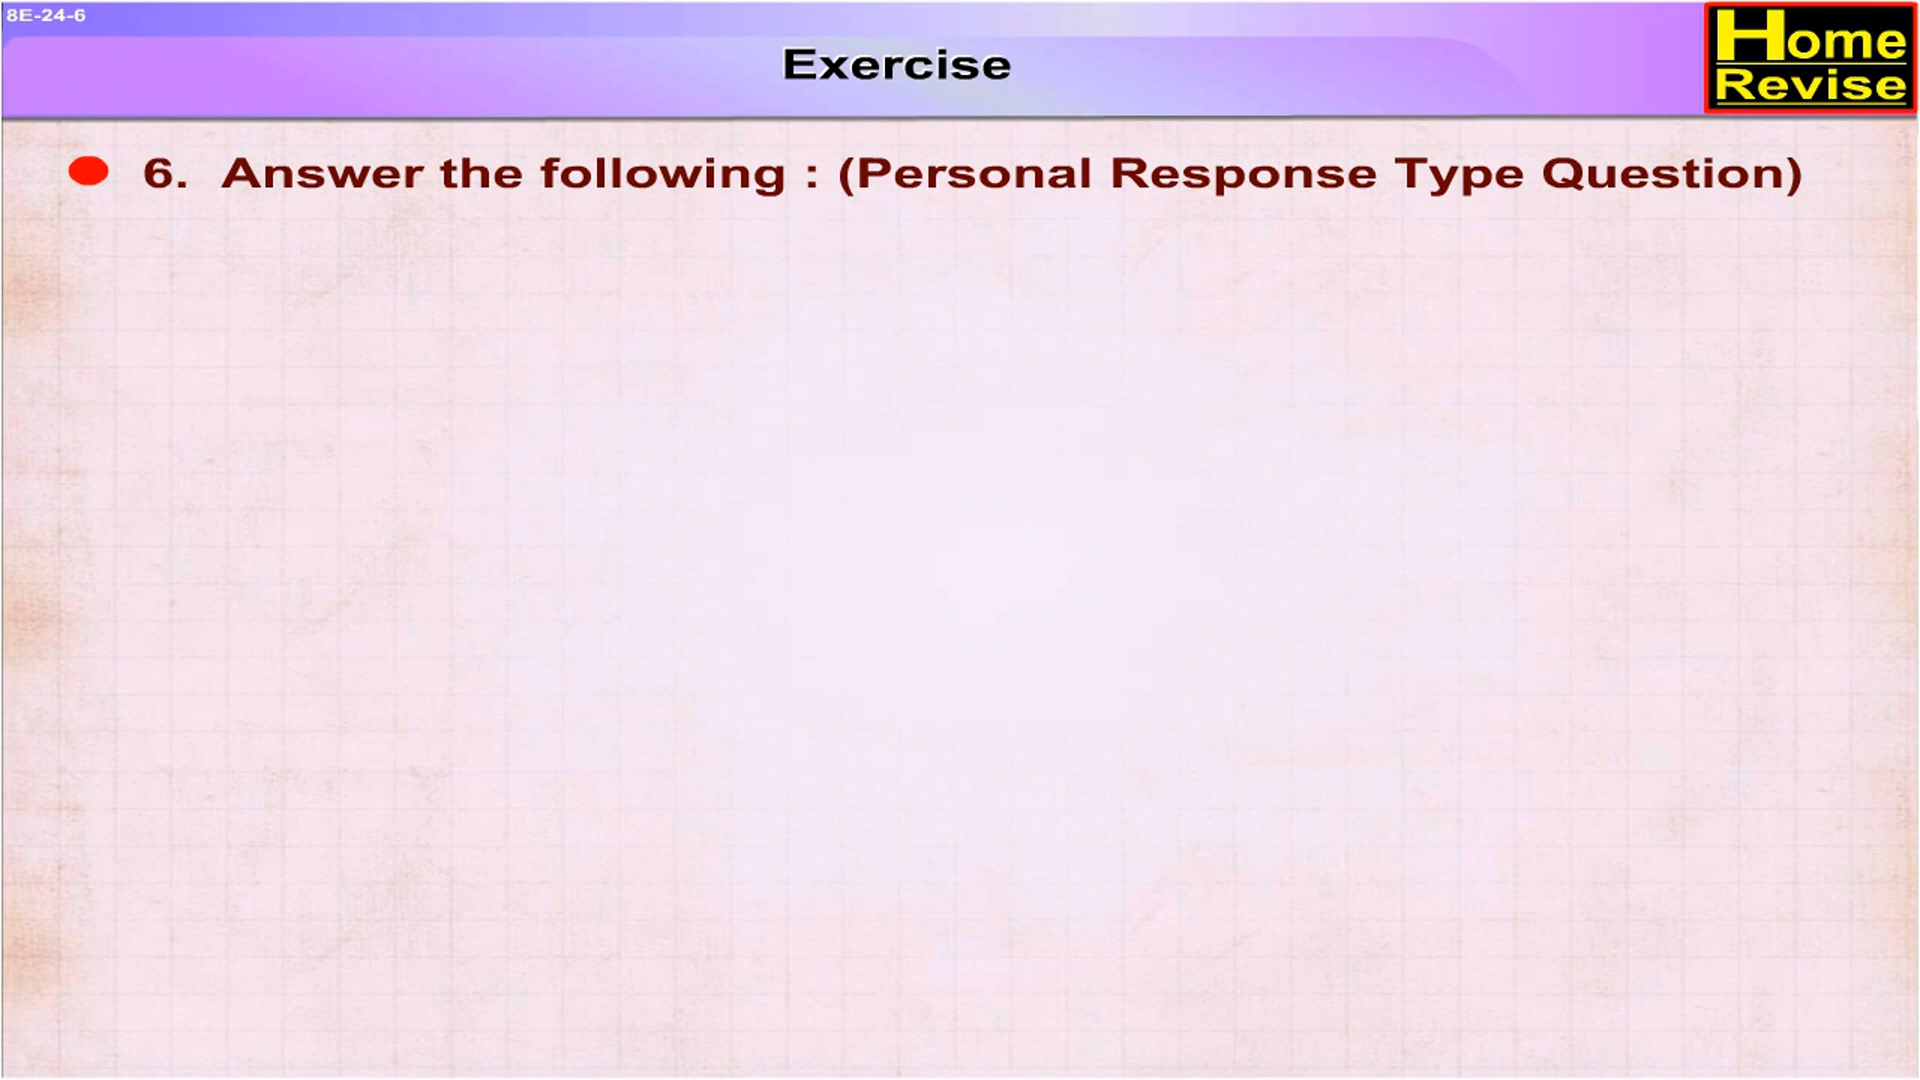 8E-24-6
Exercise
Home
Revise
6. Answer the following : (Personal Response Type Question)